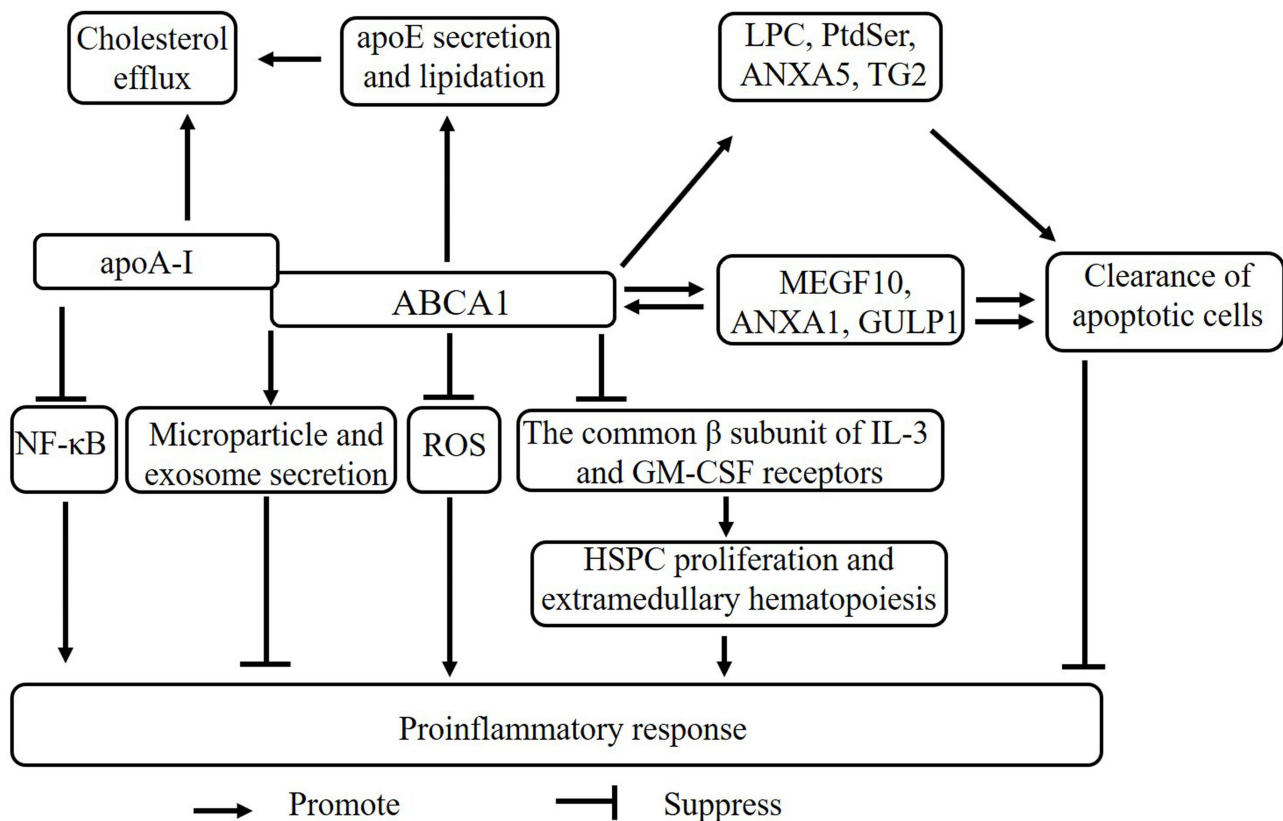 Cholesterol
efflux
apoE secretion
and lipidation
LPC, PtdSer,
ANXA5, TG2
apoA-I
ABCA1
MEGF10,
ANXA1, GULP1
Clearance of
apoptotic cells
NF-κB
Microparticle and
exosome secretion
ROS
The common β subunit of IL-3
and GM-CSF receptors
HSPC proliferation and
extramedullary hematopoiesis
Proinflammatory response
Promote
Suppress